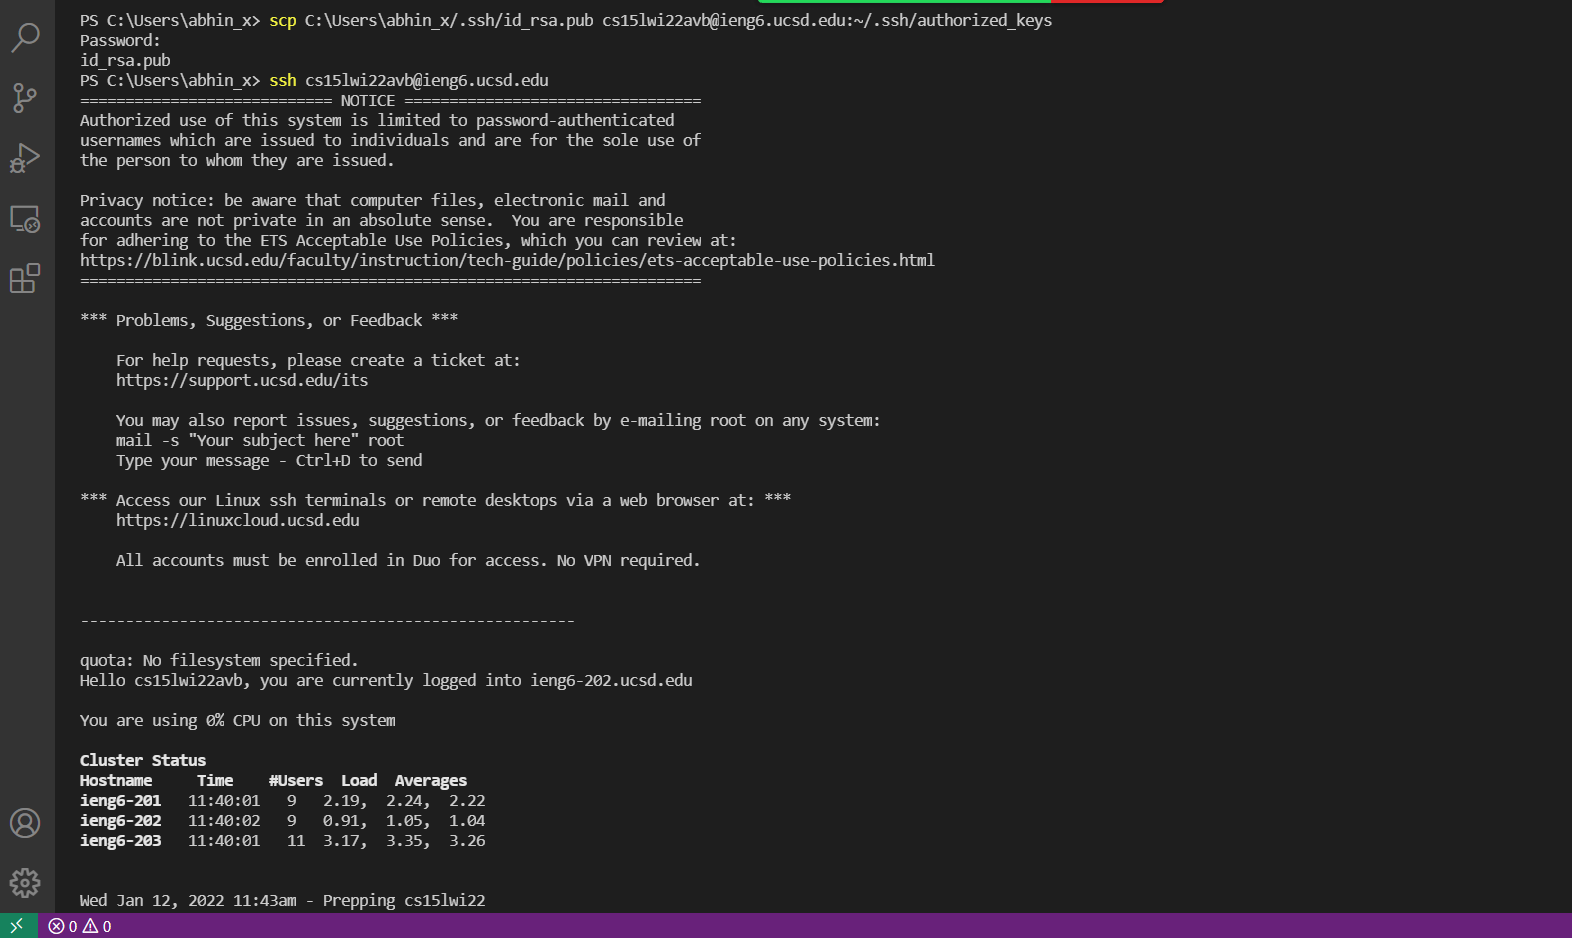 PS C:\Users\abhin_x> scp C:\Users\abhin_x/.ssh/id_rsa.pub cs15lwi22avb@ieng6.ucsd.edu:~/.ssh/authorized_keys
Password:
id_rsa.pub
PS C:\Users\abhin_x> ssh cs15lwi22avb@ieng6.ucsd.edu
============================ NOTICE =================================
Authorized use of this system is limited to password-authenticated
usernames which are issued to individuals and are for the sole use of
the person to whom they are issued.

Privacy notice: be aware that computer files, electronic mail and
accounts are not private in an absolute sense.  You are responsible
for adhering to the ETS Acceptable Use Policies, which you can review at:
https://blink.ucsd.edu/faculty/instruction/tech-guide/policies/ets-acceptable-use-policies.html
=====================================================================

*** Problems, Suggestions, or Feedback ***

    For help requests, please create a ticket at:
    https://support.ucsd.edu/its

    You may also report issues, suggestions, or feedback by e-mailing root on any system:
    mail -s "Your subject here" root
    Type your message - Ctrl+D to send

*** Access our Linux ssh terminals or remote desktops via a web browser at: ***
    https://linuxcloud.ucsd.edu

    All accounts must be enrolled in Duo for access. No VPN required.

-------------------------------------------------------

quota: No filesystem specified.
Hello cs15lwi22avb, you are currently logged into ieng6-202.ucsd.edu

You are using 0% CPU on this system

Cluster Status
Hostname     Time    #Users  Load  Averages
ieng6-201   11:40:01   9   2.19,  2.24,  2.22
ieng6-202   11:40:02   9   0.91,  1.05,  1.04
ieng6-203   11:40:01   11  3.17,  3.35,  3.26

Wed Jan 12, 2022 11:43am - Prepping cs15lwi22
0 0